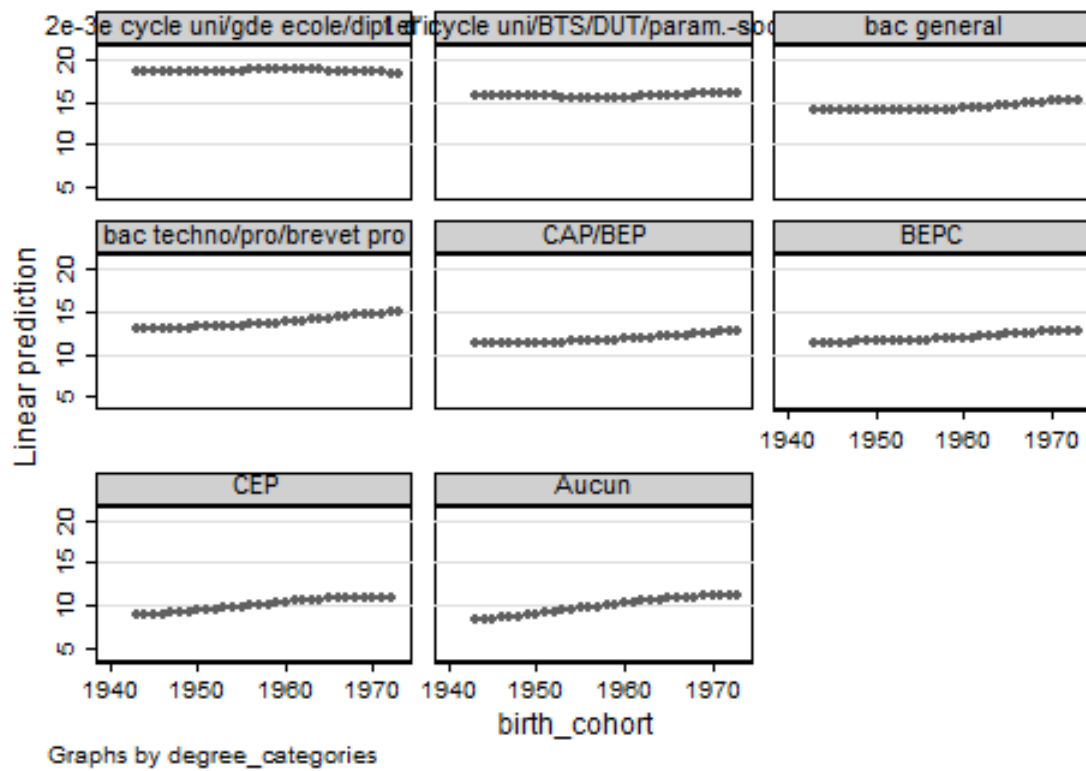 2e-3e cycle uni/gde ecole/dipl
cycle uni/BTS/DUT/param.-soc
bac general
20
15
10
5
bac techno/pro/brevet pro
CAP/BEP
BEPC
20
15
10
5
1940 1950 1960 1970
Linear prediction
CEP
Aucun
20
15
10
5
1940 1950 1960 1970
1940 1950 1960 1970
birth_cohort
Graphs by degree_categories